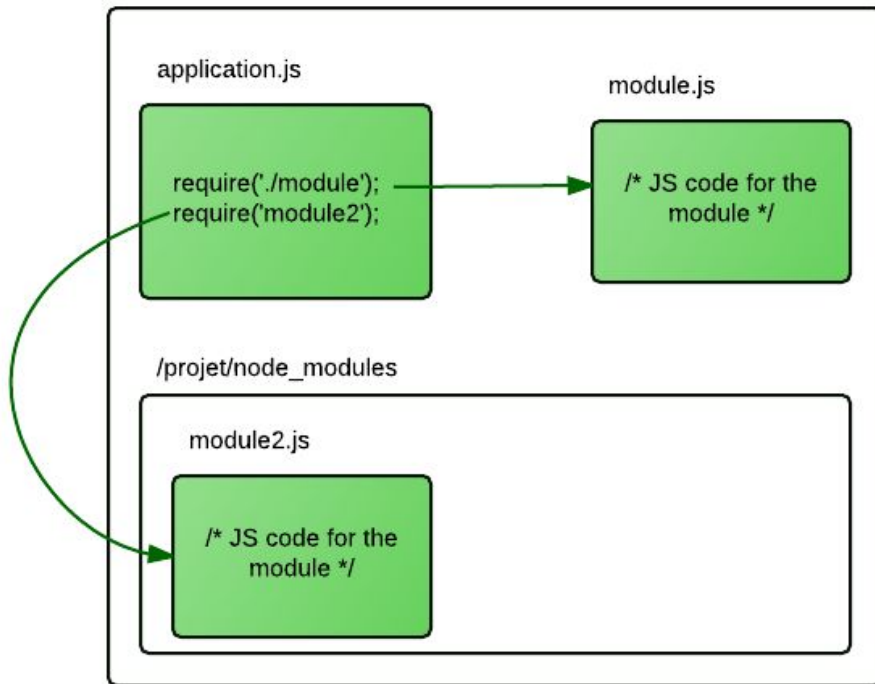 application.js
module.js
require('./module');
require('module2');
/* JS code for the
module */
/projet/node_modules
module2.js
/* JS code for the
module */